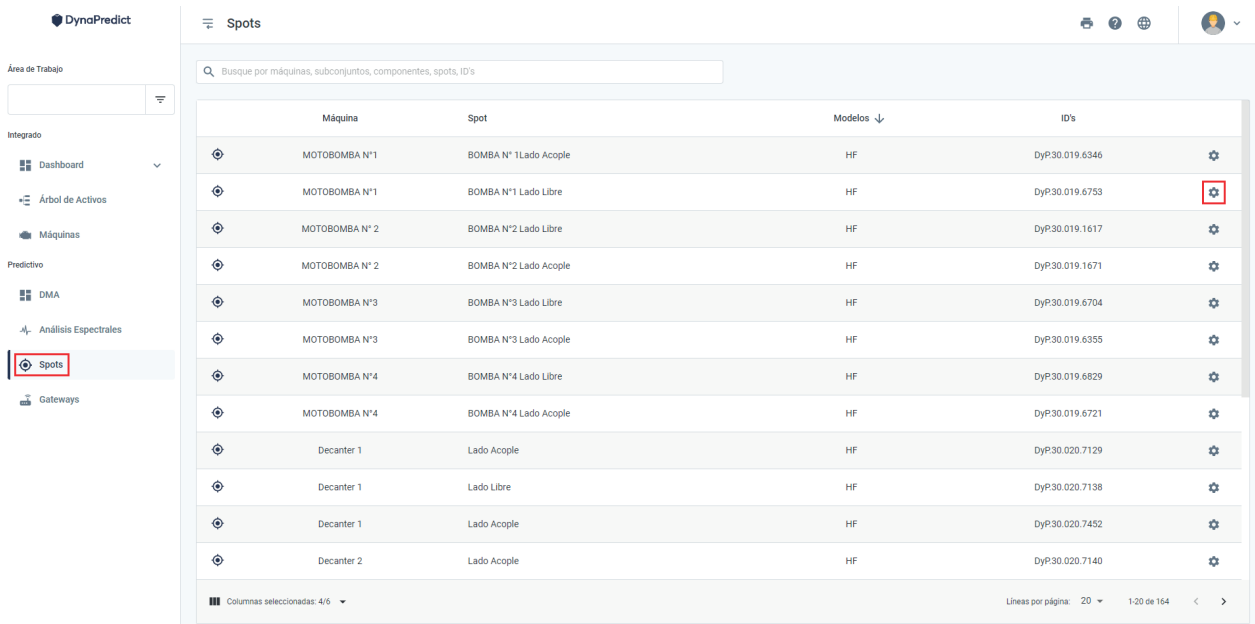 DynaPredict
Spots
Área de Trabajo
Busque por máquinas, subconjuntos, componentes, spots, ID's
Integrado
Dashboard
Árbol de Activos
Máquinas
Predictivo
DMA
Análisis Espectrales
Spots
Gateways
Máquina Spot Modelos ID's
MOTOBOMBA N°1 BOMBA N° 1Lado Acople HF DyP.30.019.6346
MOTOBOMBA N°1 BOMBA N°1 Lado Libre HF DyP.30.019.6753
MOTOBOMBA N° 2 BOMBA N°2 Lado Libre HF DyP.30.019.1617
MOTOBOMBA N° 2 BOMBA N°2 Lado Acople HF DyP.30.019.1671
MOTOBOMBA N°3 BOMBA N°3 Lado Libre HF DyP.30.019.6704
MOTOBOMBA N°3 BOMBA N°3 Lado Acople HF DyP.30.019.6355
MOTOBOMBA N°4 BOMBA N°4 Lado Libre HF DyP.30.019.6829
MOTOBOMBA N°4 BOMBA N°4 Lado Acople HF DyP.30.019.6721
Decanter 1 Lado Acople HF DyP.30.020.7129
Decanter 1 Lado Libre HF DyP.30.020.7138
Decanter 1 Lado Acople HF DyP.30.020.7452
Decanter 2 Lado Acople HF DyP.30.020.7140
Columnas seleccionadas: 4/6 Líneas por página: 20 1-20 de 164